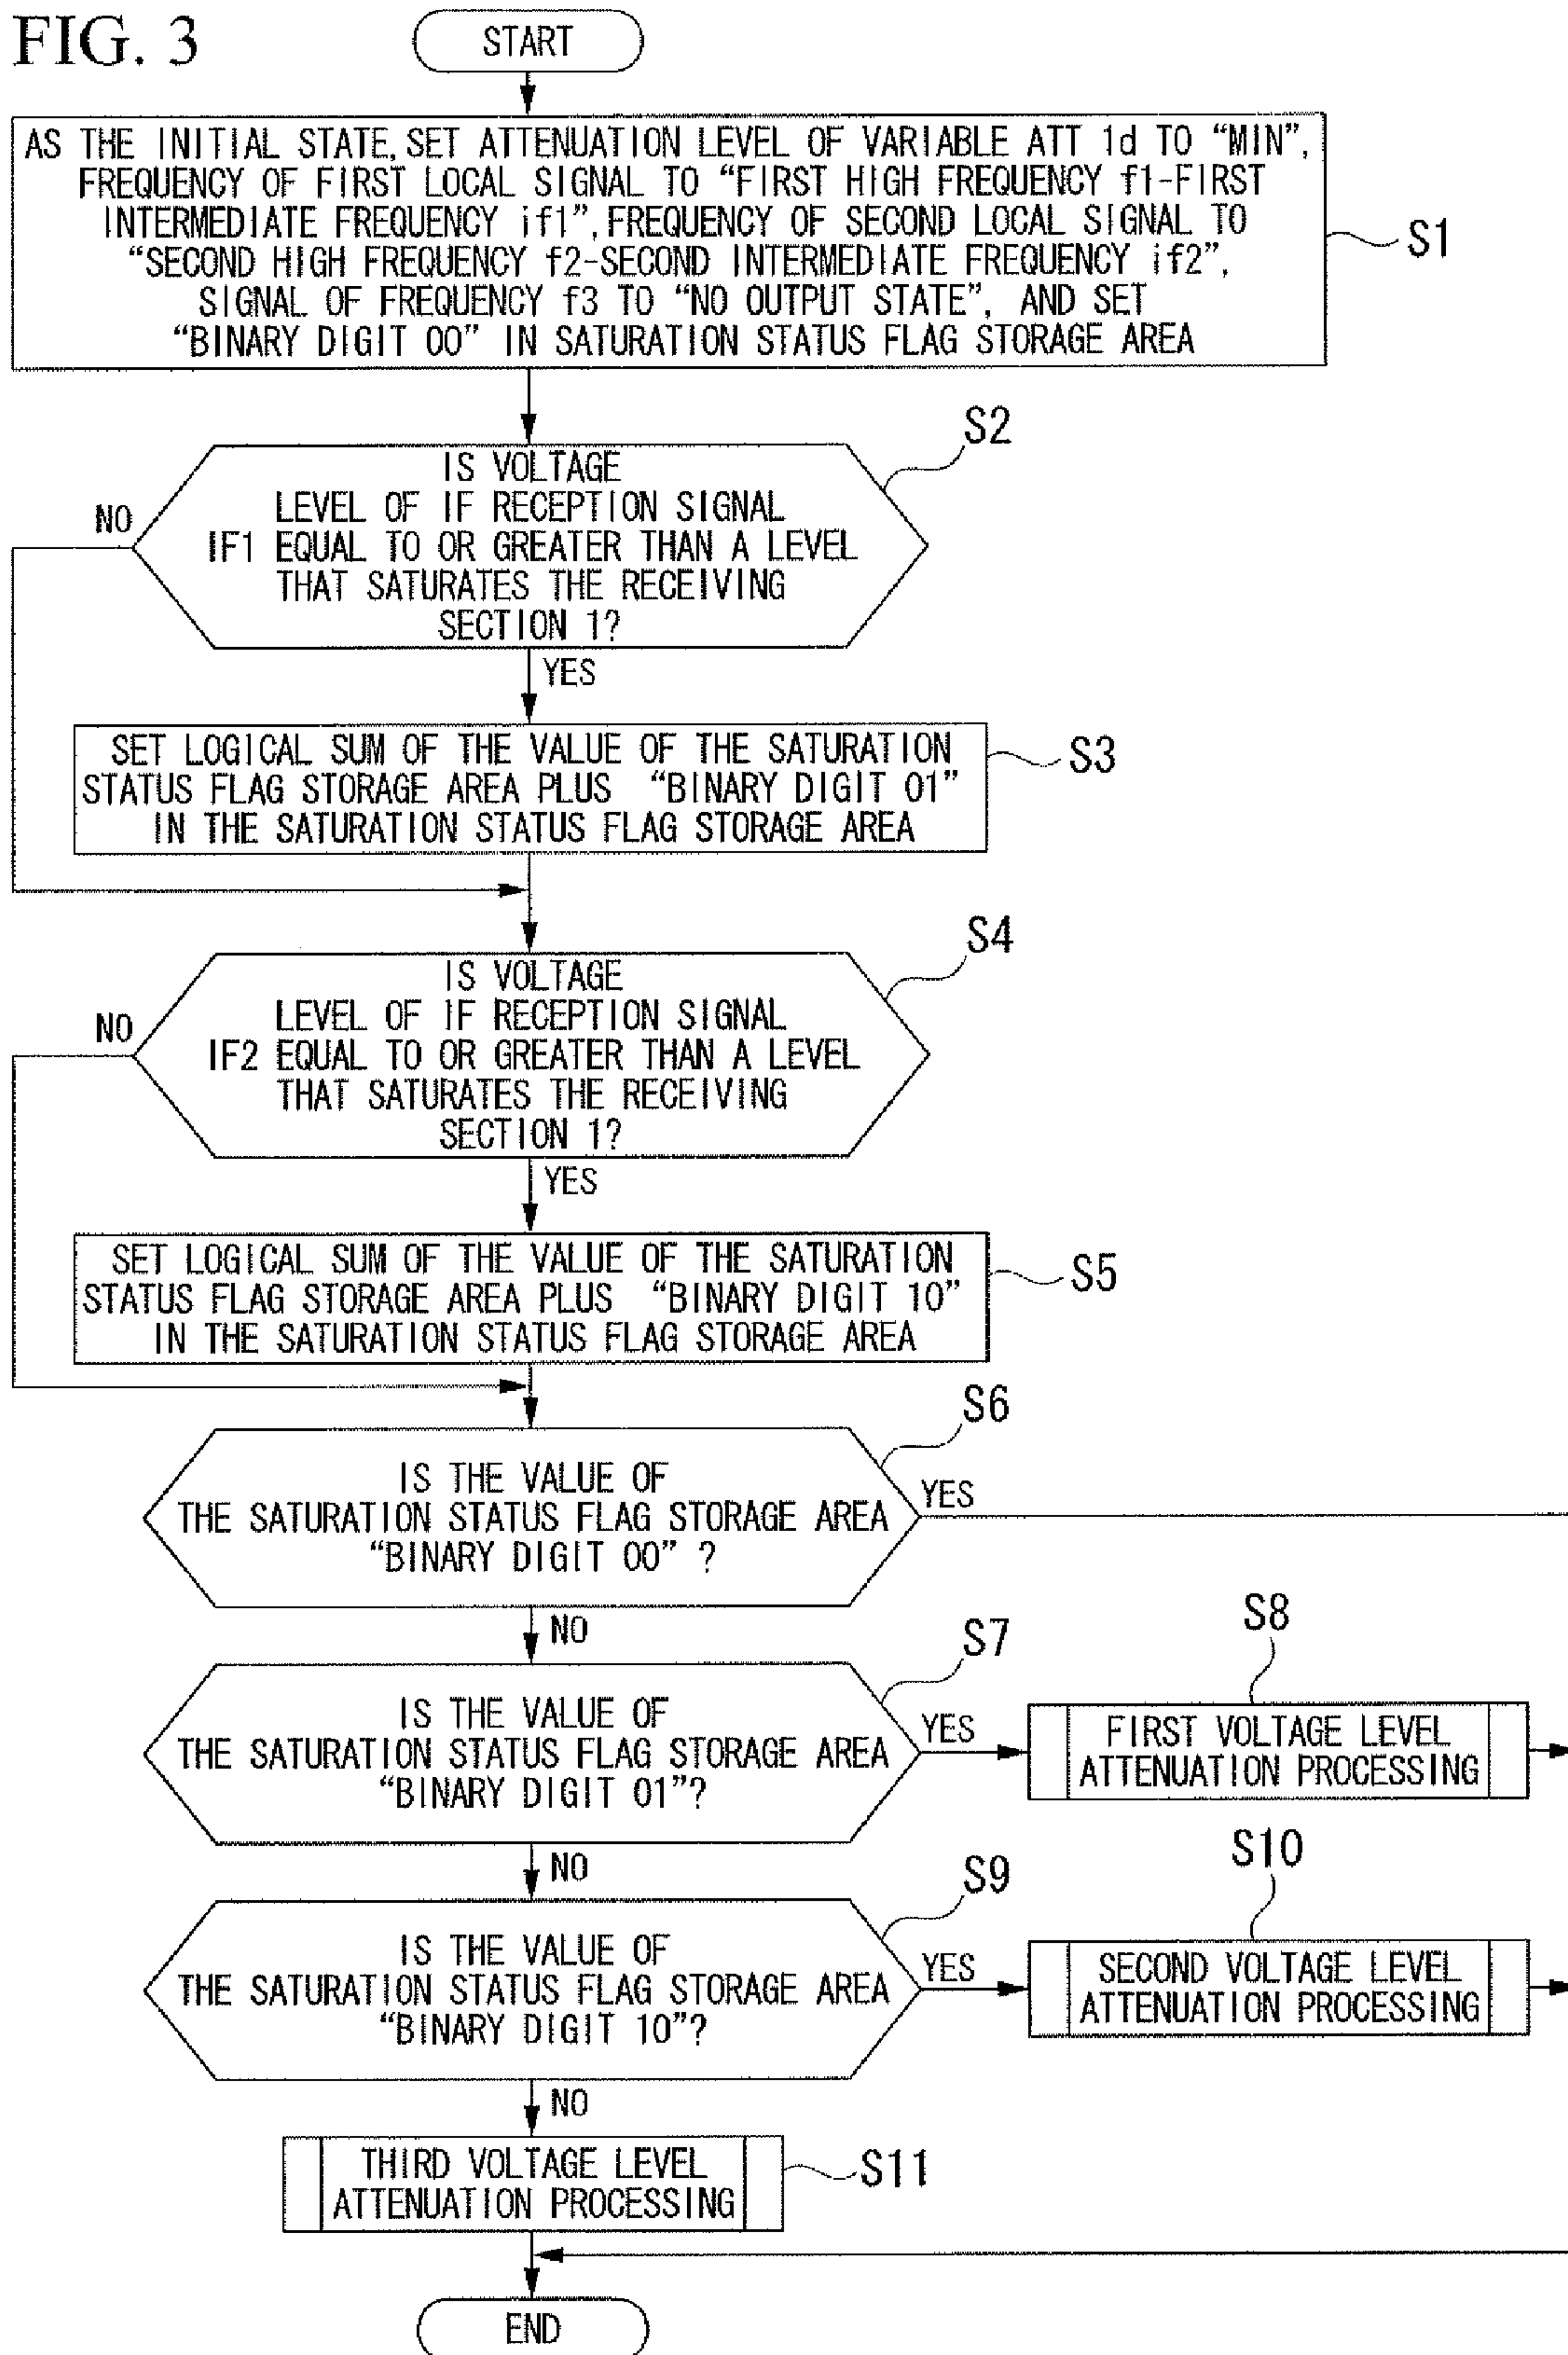 FIG. 3
START
AS THE INITIAL STATE, SET ATTENUATION LEVEL OF VARIABLE ATT 1d TO “MIN”,
FREQUENCY OF FIRST LOCAL SIGNAL TO “FIRST HIGH FREQUENCY f1-FIRST
INTERMEDIATE FREQUENCY if1”, FREQUENCY OF SECOND LOCAL SIGNAL TO
“SECOND HIGH FREQUENCY f2-SECOND INTERMEDIATE FREQUENCY if2”,
SIGNAL OF FREQUENCY f3 TO “NO OUTPUT STATE”, AND SET
“BINARY DIGIT 00” IN SATURATION STATUS FLAG STORAGE AREA
S1
S2
IS VOLTAGE
LEVEL OF IF RECEPTION SIGNAL
IF1 EQUAL TO OR GREATER THAN A LEVEL
THAT SATURATES THE RECEIVING
SECTION 1?
NO
YES
SET LOGICAL SUM OF THE VALUE OF THE SATURATION
STATUS FLAG STORAGE AREA PLUS “BINARY DIGIT 01”
IN THE SATURATION STATUS FLAG STORAGE AREA
S3
S4
IS VOLTAGE
LEVEL OF IF RECEPTION SIGNAL
IF2 EQUAL TO OR GREATER THAN A LEVEL
THAT SATURATES THE RECEIVING
SECTION 1?
NO
YES
SET LOGICAL SUM OF THE VALUE OF THE SATURATION
STATUS FLAG STORAGE AREA PLUS “BINARY DIGIT 10”
IN THE SATURATION STATUS FLAG STORAGE AREA
S5
S6
IS THE VALUE OF
THE SATURATION STATUS FLAG STORAGE AREA
“BINARY DIGIT 00” ?
YES
NO
S7
IS THE VALUE OF
THE SATURATION STATUS FLAG STORAGE AREA
“BINARY DIGIT 01”?
YES
S8
FIRST VOLTAGE LEVEL
ATTENUATION PROCESSING
NO
S9
IS THE VALUE OF
THE SATURATION STATUS FLAG STORAGE AREA
“BINARY DIGIT 10”?
YES
S10
SECOND VOLTAGE LEVEL
ATTENUATION PROCESSING
NO
THIRD VOLTAGE LEVEL
ATTENUATION PROCESSING
S11
END